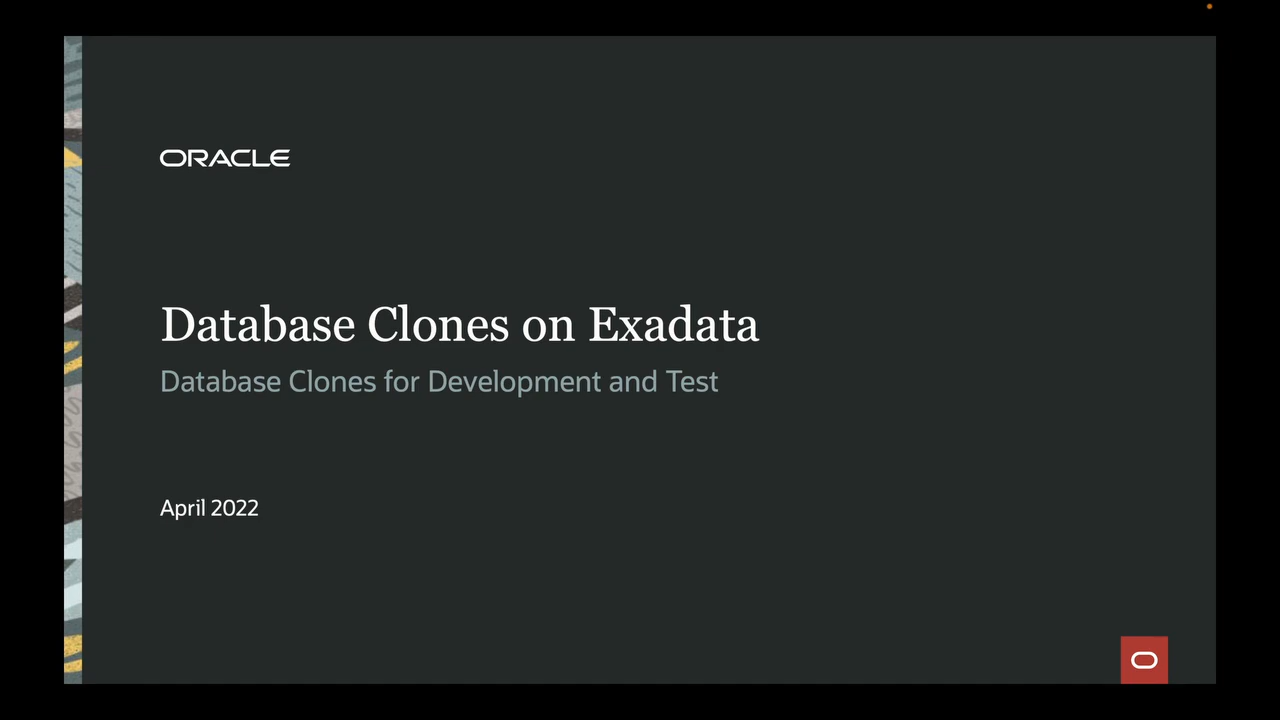 ORACLE
Database Clones on Exadata
Database Clones for Development and Test
April 2022